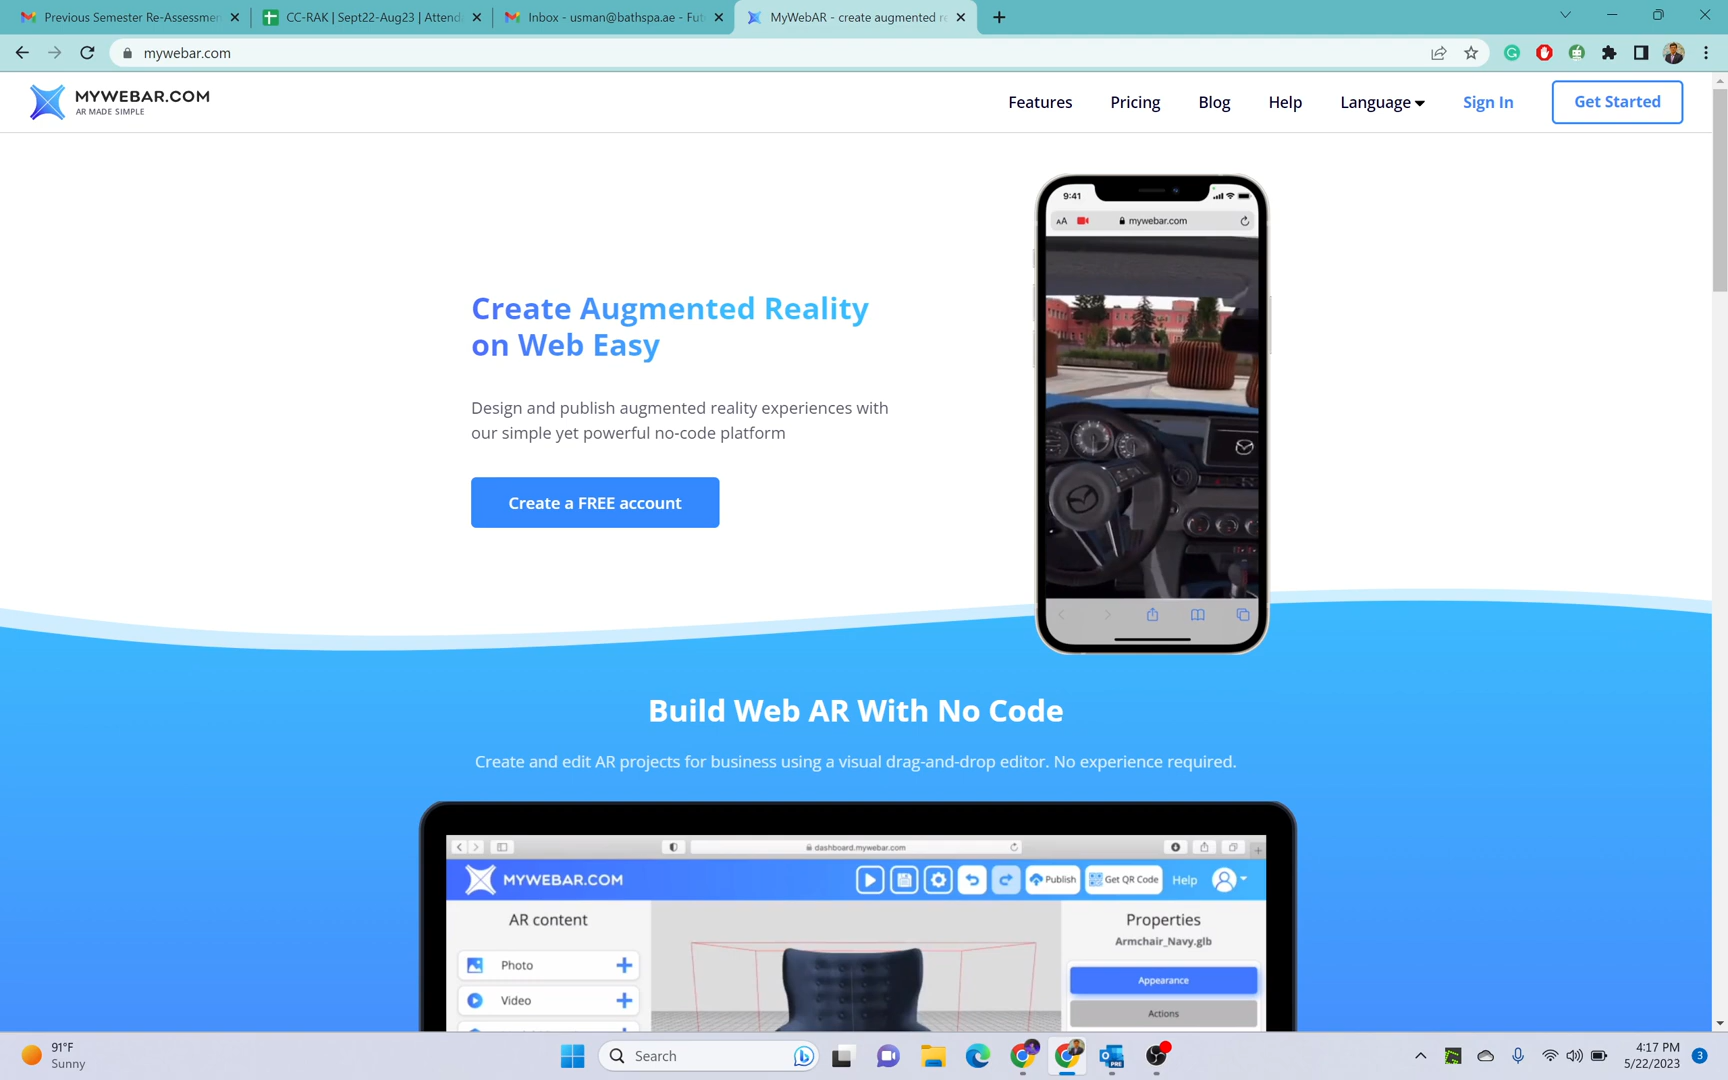 Previous Semester Re-Assessmen
CC-RAK | Sept22-Aug23 | Attend
Inbox - usman@bathspa.ae - Fut
MyWebAR - create augmented re
mywebar.com
MYWEBAR.COM
AR MADE SIMPLE
Features
Pricing
Blog
Help
Language
Sign In
Get Started
9:41
AA
mywebar.com
Create Augmented Reality
on Web Easy
Design and publish augmented reality experiences with
our simple yet powerful no-code platform
Create a FREE account
Build Web AR With No Code
Create and edit AR projects for business using a visual drag-and-drop editor. No experience required.
dashboard.mywebar.com
MYWEBAR.COM
Publish
Get QR Code
Help
AR content
Photo
Video
Properties
Armchair_Navy.glb
Appearance
Actions
91°F
Sunny
Search
PRE
4:17 PM
5/22/2023
3